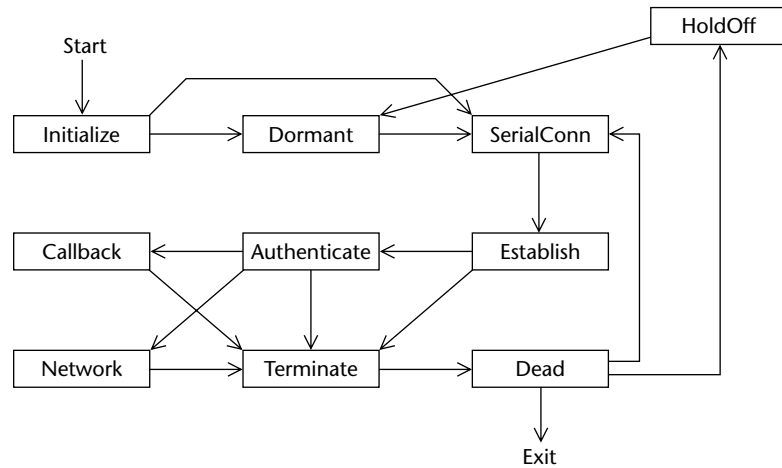 HoldOff
Start
Initialize
Dormant
SerialConn
Callback
Authenticate
Establish
Network
Terminate
Dead
Exit